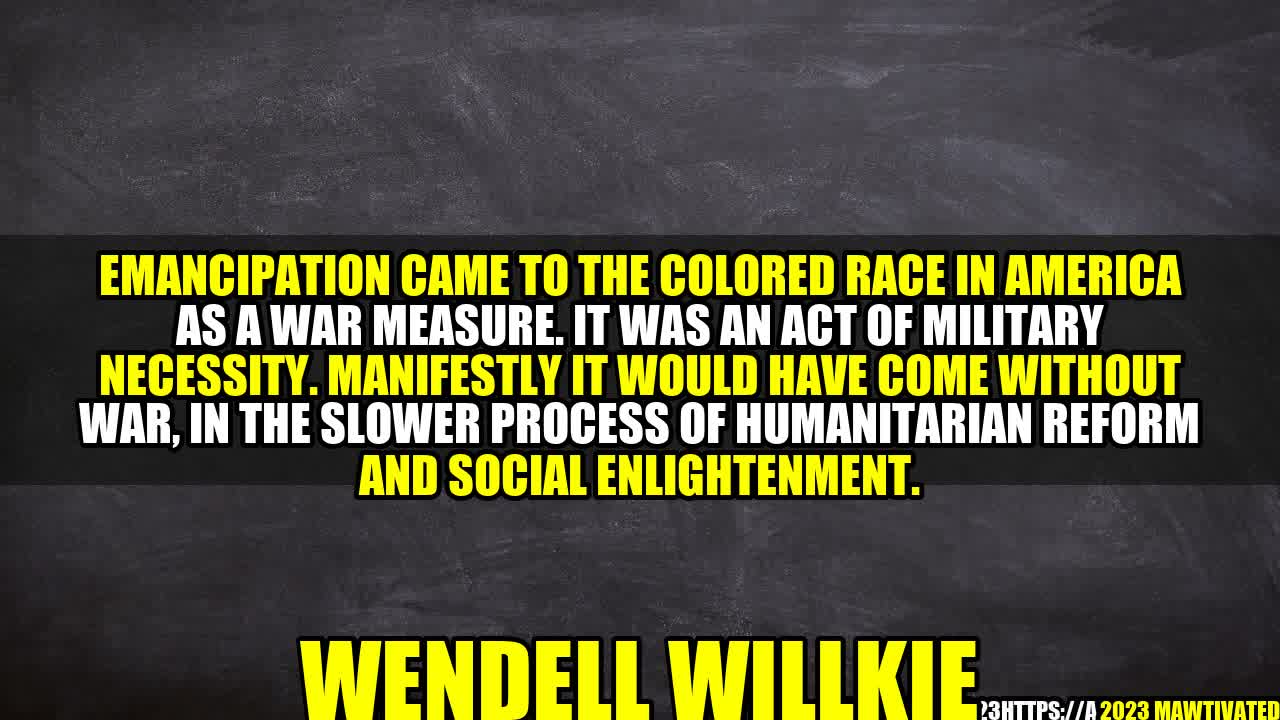 EMANCIPATION CAME TO THE COLORED RACE IN AMERICA
AS A WAR MEASURE. IT WAS AN ACT OF MILITARY
NECESSITY. MANIFESTLY IT WOULD HAVE COME WITHOUT
WAR, IN THE SLOWER PROCESS OF HUMANITARIAN REFORM
AND SOCIAL ENLIGHTENMENT.
WENDELL WILLKIE
23HTTPS://A 2023 MAWTIVATED